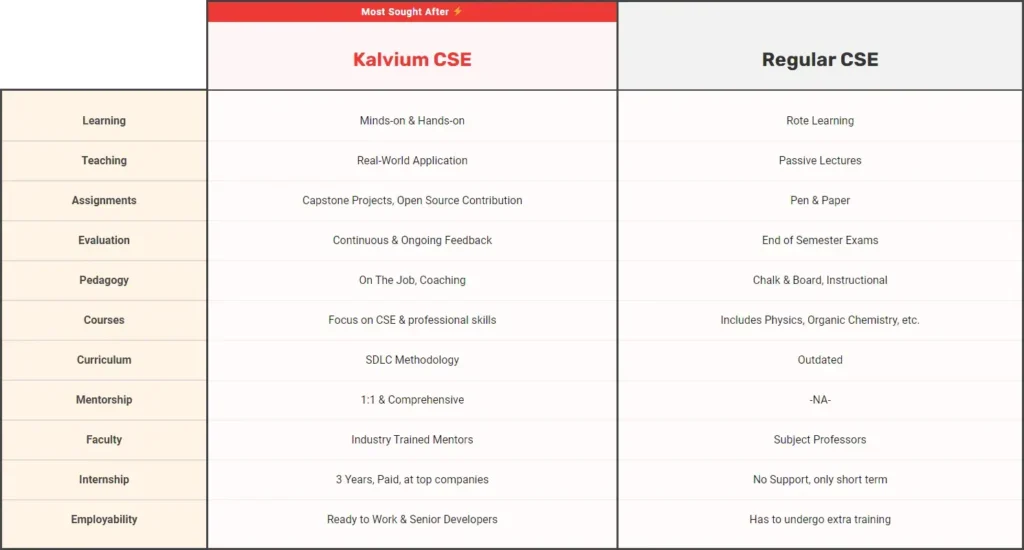 Most Sought After ⚡
Kalvium CSE Regular CSE
Learning Minds-on & Hands-on Rote Learning
Teaching Real-World Application Passive Lectures
Assignments Capstone Projects, Open Source Contribution Pen & Paper
Evaluation Continuous & Ongoing Feedback End of Semester Exams
Pedagogy On The Job, Coaching Chalk & Board, Instructional
Courses Focus on CSE & professional skills Includes Physics, Organic Chemistry, etc.
Curriculum SDLC Methodology Outdated
Mentorship 1:1 & Comprehensive -NA-
Faculty Industry Trained Mentors Subject Professors
Internship 3 Years, Paid, at top companies No Support, only short term
Employability Ready to Work & Senior Developers Has to undergo extra training